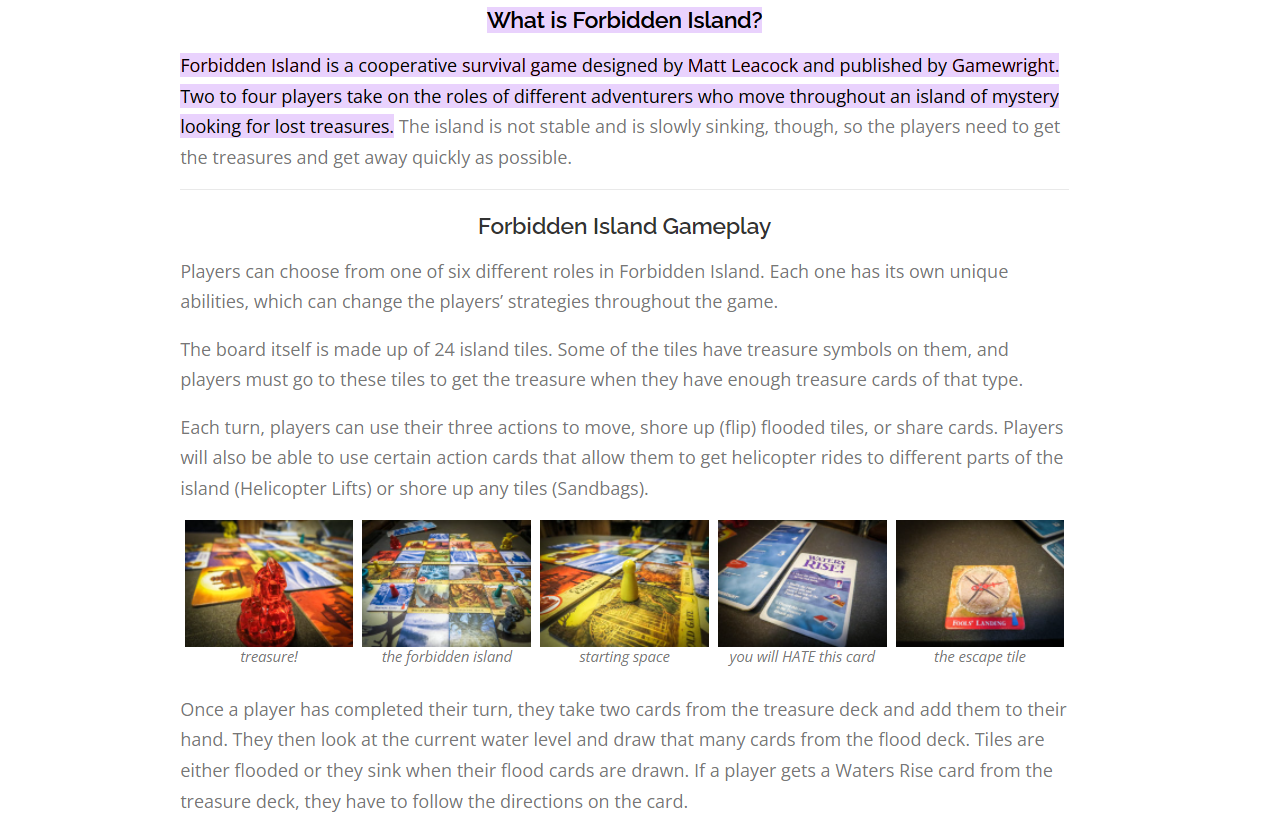 What is Forbidden Island?
Forbidden Island is a cooperative survival game designed by Matt Leacock and published by Gamewright.
Two to four players take on the roles of different adventurers who move throughout an island of mystery
looking for lost treasures. The island is not stable and is slowly sinking, though, so the players need to get
the treasures and get away quickly as possible.
Forbidden Island Gameplay
Players can choose from one of six different roles in Forbidden Island. Each one has its own unique
abilities, which can change the players’ strategies throughout the game.
The board itself is made up of 24 island tiles. Some of the tiles have treasure symbols on them, and
players must go to these tiles to get the treasure when they have enough treasure cards of that type.
Each turn, players can use their three actions to move, shore up (flip) flooded tiles, or share cards. Players
will also be able to use certain action cards that allow them to get helicopter rides to different parts of the
island (Helicopter Lifts) or shore up any tiles (Sandbags).
WATERS
RISE!
FOOLS' LANDING
treasure!
the forbidden island
starting space
you will HATE this card
the escape tile
Once a player has completed their turn, they take two cards from the treasure deck and add them to their
hand. They then look at the current water level and draw that many cards from the flood deck. Tiles are
either flooded or they sink when their flood cards are drawn. If a player gets a Waters Rise card from the
treasure deck, they have to follow the directions on the card.